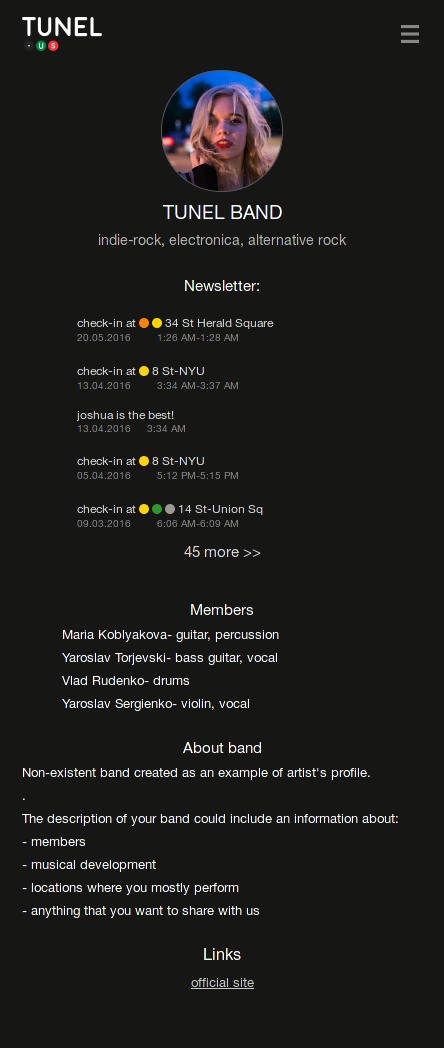 TUNEL
• U S
TUNEL BAND
indie-rock, electronica, alternative rock
Newsletter:
check-in at 34 St Herald Square
20.05.2016 1:26 AM-1:28 AM
check-in at 8 St-NYU
13.04.2016 3:34 AM-3:37 AM
joshua is the best!
13.04.2016 3:34 AM
check-in at 8 St-NYU
05.04.2016 5:12 PM-5:15 PM
check-in at 14 St-Union Sq
09.03.2016 6:06 AM-6:09 AM
45 more >>
Members
Maria Koblyakova- guitar, percussion
Yaroslav Torjevski- bass guitar, vocal
Vlad Rudenko- drums
Yaroslav Sergienko- violin, vocal
About band
Non-existent band created as an example of artist's profile.
.
The description of your band could include an information about:
- members
- musical development
- locations where you mostly perform
- anything that you want to share with us
Links
official site